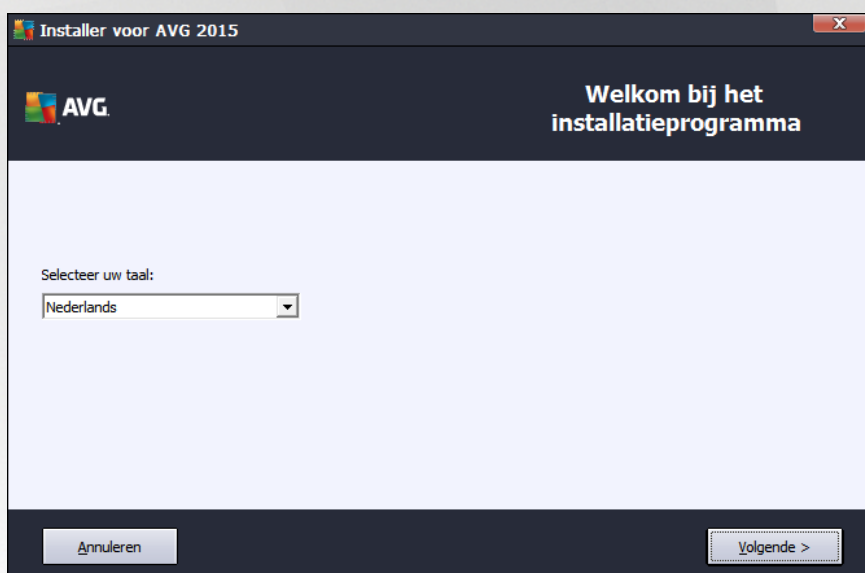 Installer voor AVG 2015
X
AVG.
Welkom bij het
installatieprogramma
Selecteer uw taal:
Nederlands
Annuleren
Volgende >